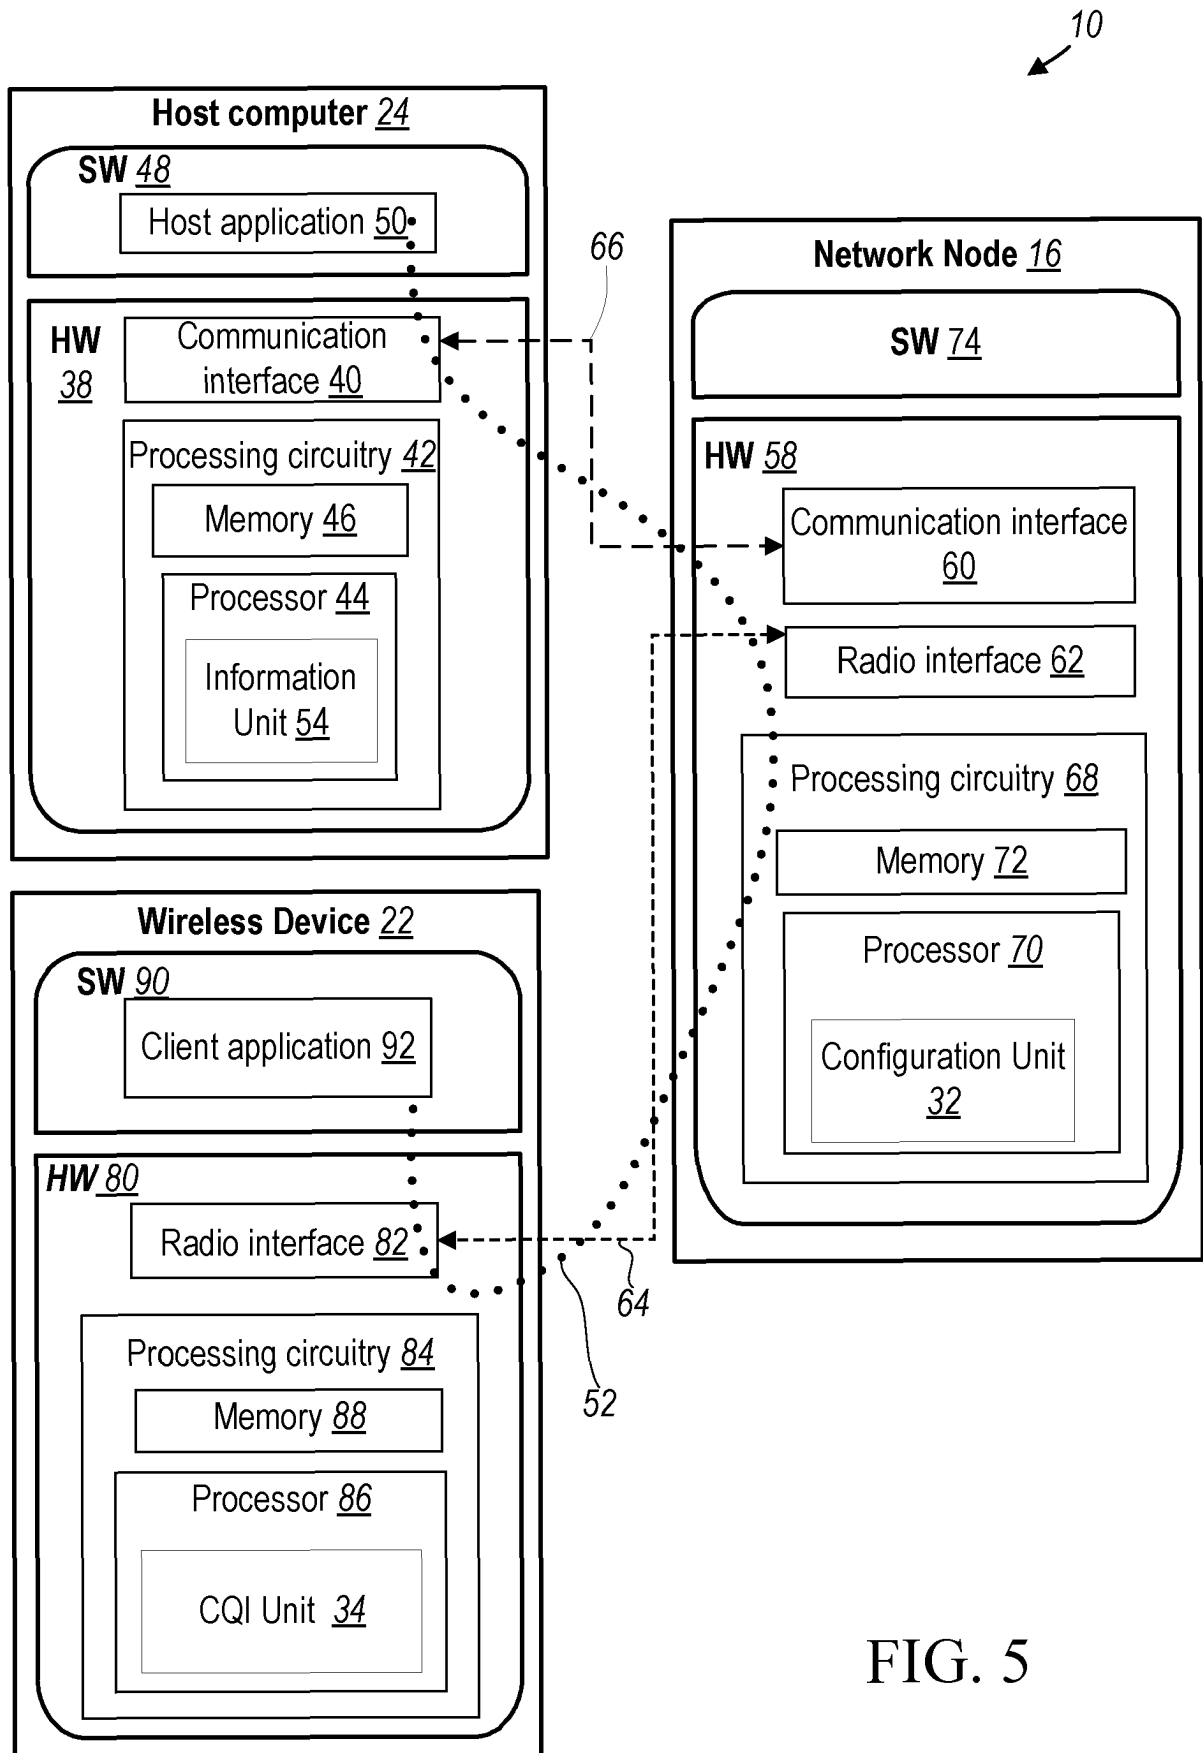 10
Host computer 24
SW 48
Host application 50
HW
38
Communication
interface 40
Processing circuitry 42
Memory 46
Processor 44
Information
Unit 54
66
Network Node 16
SW 74
HW 58
Communication interface
60
Radio interface 62
Processing circuitry 68
Memory 72
Processor 70
Configuration Unit
32
Wireless Device 22
SW 90
Client application 92
HW 80
Radio interface 82
64
52
Processing circuitry 84
Memory 88
Processor 86
CQI Unit 34
FIG. 5